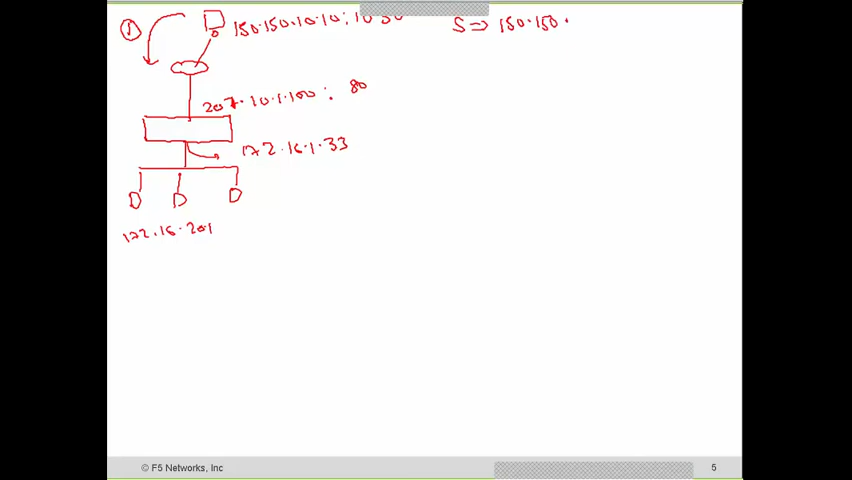 ①
150.150.10.10 : 1030
S => 150.150.
207.10.1.100 : 80
172.16.1.33
172.16.201
© F5 Networks, Inc
5